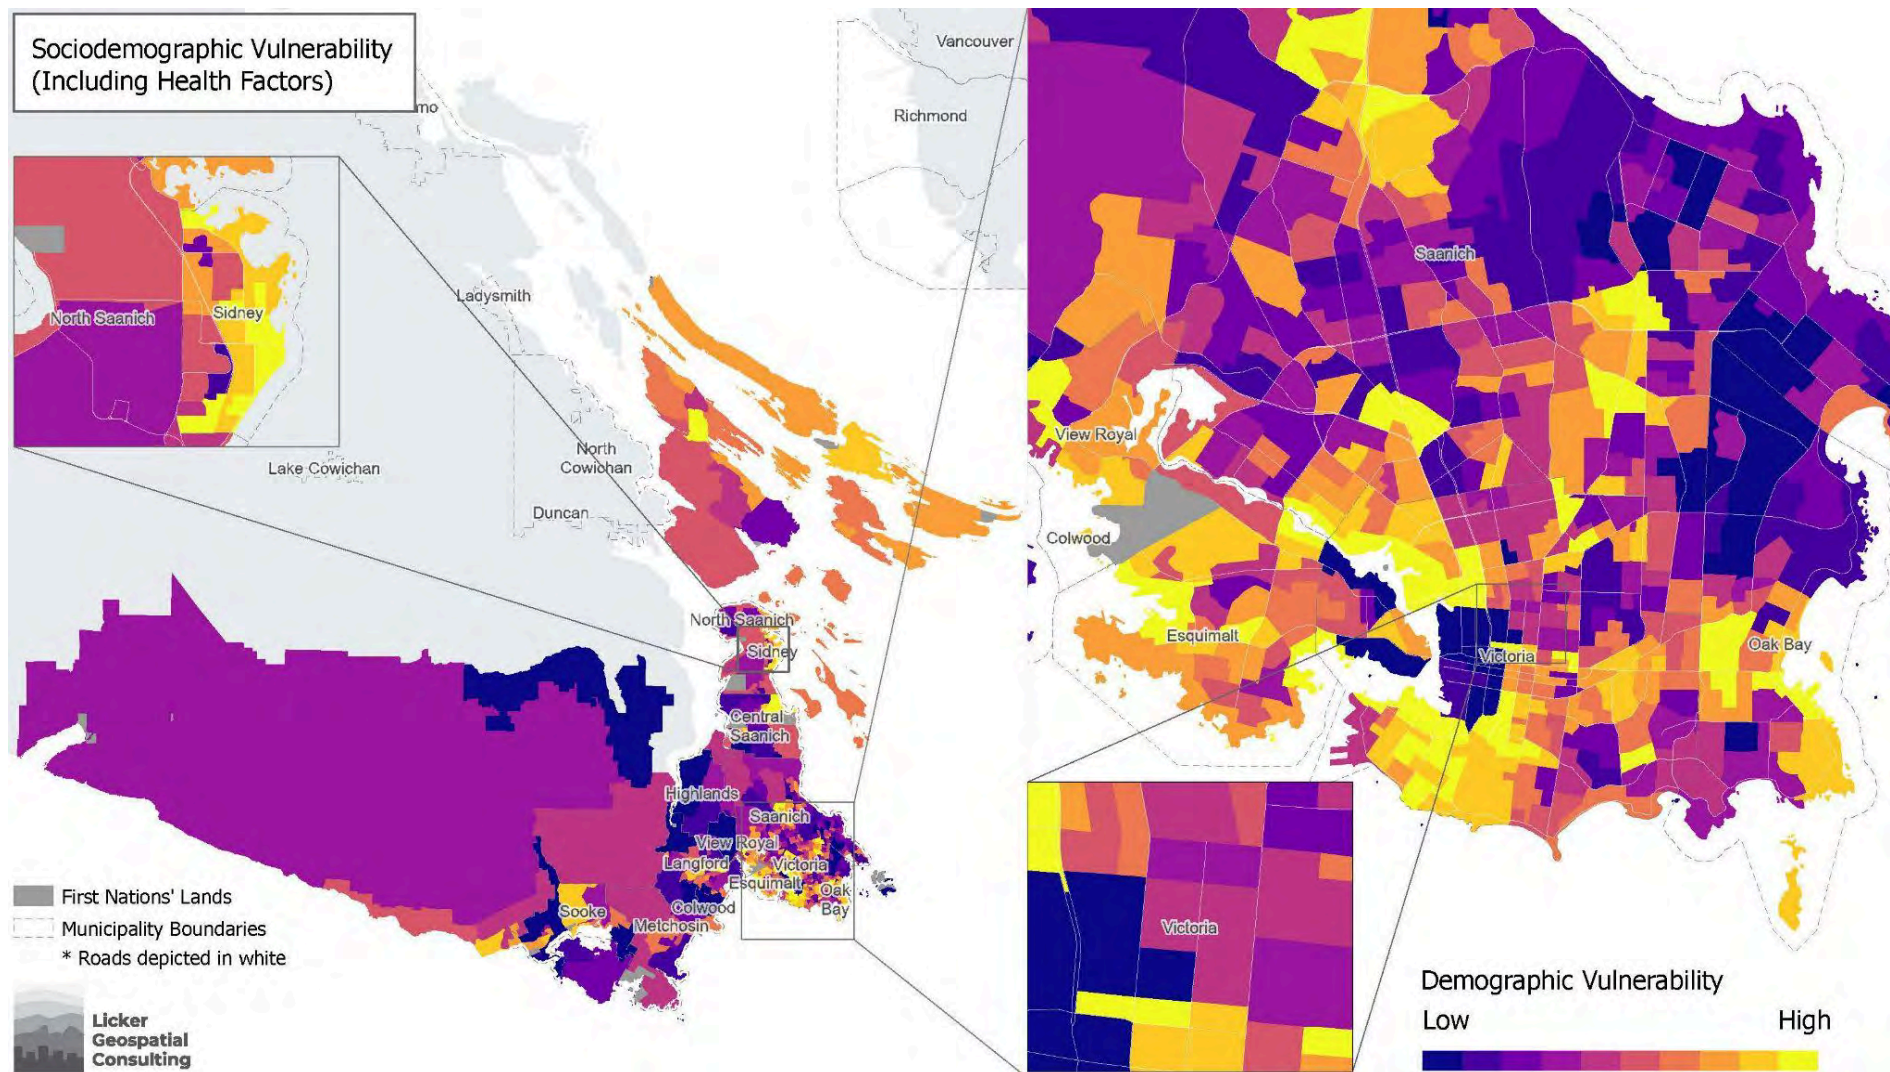 Sociodemographic Vulnerability
(Including Health Factors)
mo
Vancouver
Richmond
Ladysmith
North Saanich
Sidney
Lake Cowichan
North
Cowichan
Duncan
North Saanich
Sidney
Central
Saanich
Highlands
Saanich
View Royal
Langford
Victoria
Esquimalt
Oak
Bay
Colwood
Sooke
Metchosin
Saanich
View Royal
Colwood
Esquimalt
Victoria
Oak Bay
Victoria
First Nations' Lands
Municipality Boundaries
* Roads depicted in white
Licker
Geospatial
Consulting
Demographic Vulnerability
Low
High